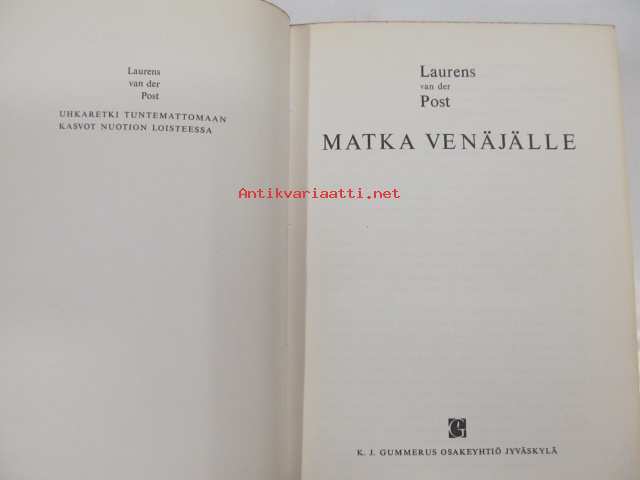 Laurens
van der
Post
UHKARETKI TUNTEMATTOMAAN
KASVOT NUOTION LOISTEESSA
Laurens
van der
Post
MATKA VENÄJÄLLE
Antikvariaatti.net
G
K. J. GUMMERUS OSAKEYHTIÖ JYVÄSKYLÄ